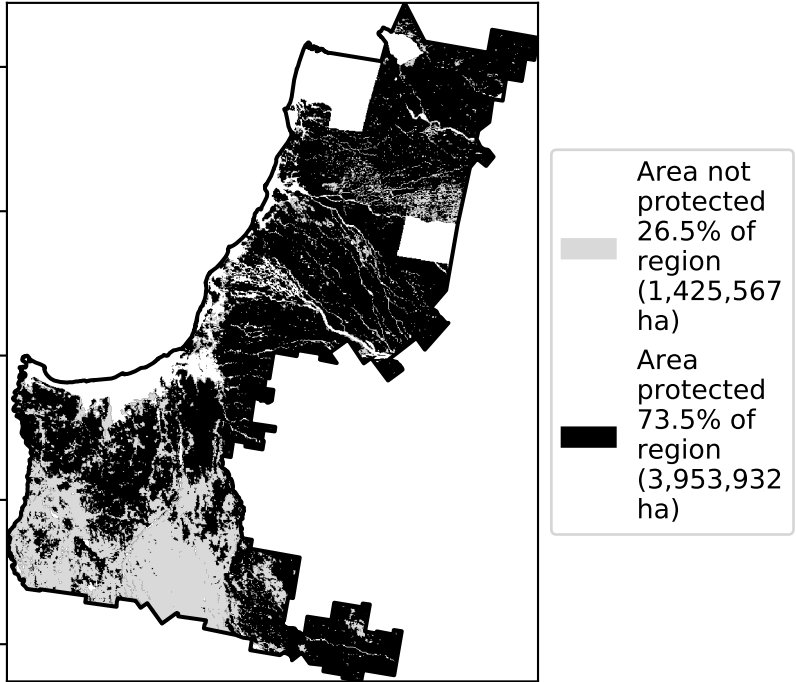 Area not
protected
26.5% of
region
(1,425,567
ha)
Area
protected
73.5% of
region
(3,953,932
ha)